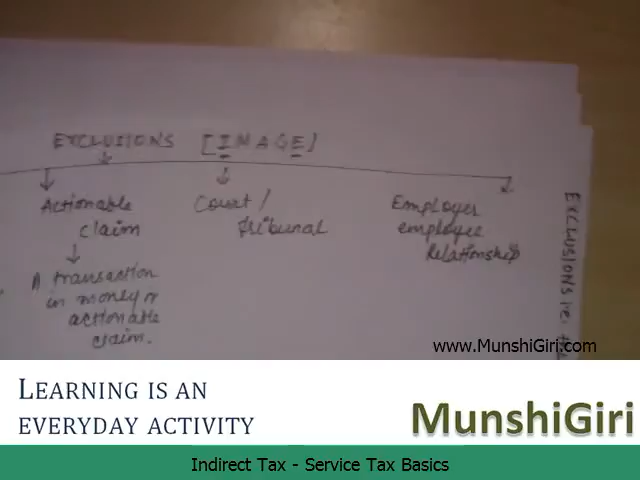 EXCLUSIONS [IMAGE]
Actionable
claim
A transaction
in money or
actionable
claim.
Court /
tribunal
Employer
employee
Relationship
EXCLUSIONS i.e.
www.MunshiGiri.com
LEARNING IS AN
EVERYDAY ACTIVITY
MunshiGiri
Indirect Tax - Service Tax Basics